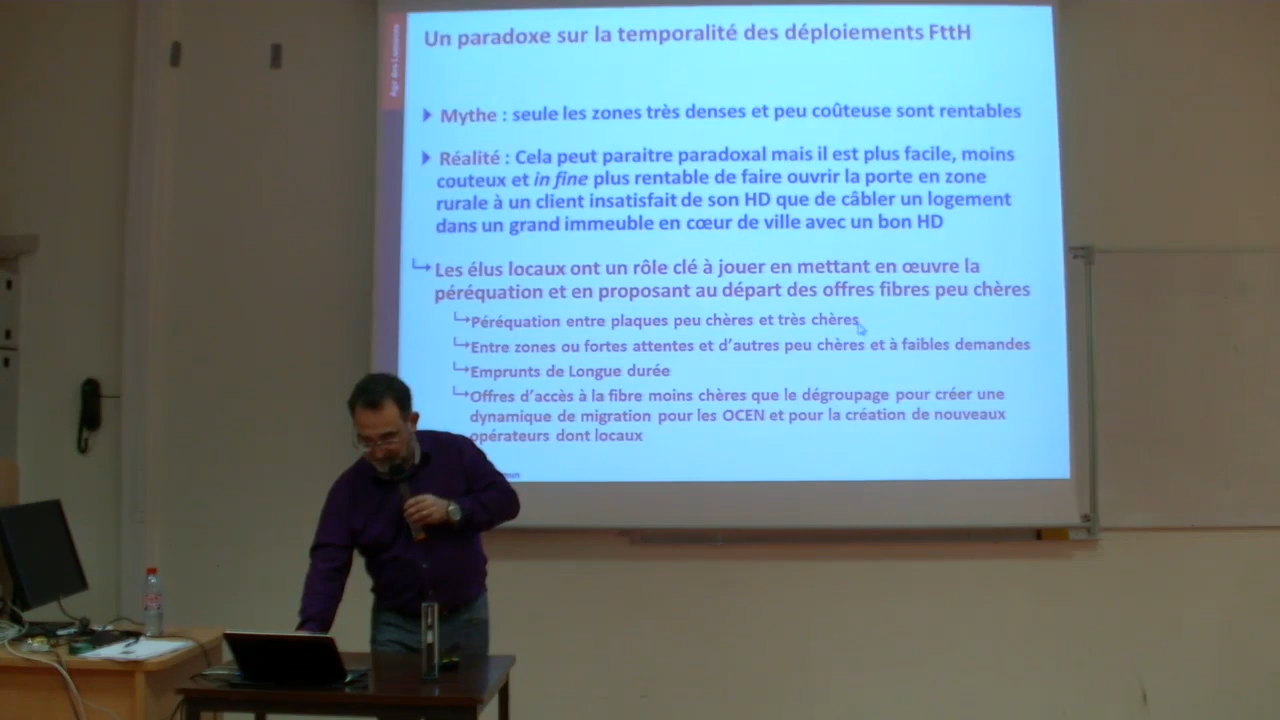 Un paradoxe sur la temporalité des déploiements FttH
Mythe : seule les zones très denses et peu coûteuse sont rentables
Réalité : Cela peut paraitre paradoxal mais il est plus facile, moins
couteux et in fine plus rentable de faire ouvrir la porte en zone
rurale à un client insatisfait de son HD que de câbler un logement
dans un grand immeuble en cœur de ville avec un bon HD
Les élus locaux ont un rôle clé à jouer en mettant en œuvre la
péréquation et en proposant au départ des offres fibres peu chères
Péréquation entre plaques peu chères et très chères
Entre zones ou fortes attentes et d'autres peu chères et à faibles demandes
Emprunts de Longue durée
Offres d'accès à la fibre moins chères que le dégroupage pour créer une
dynamique de migration pour les OCEN et pour la création de nouveaux
opérateurs dont locaux